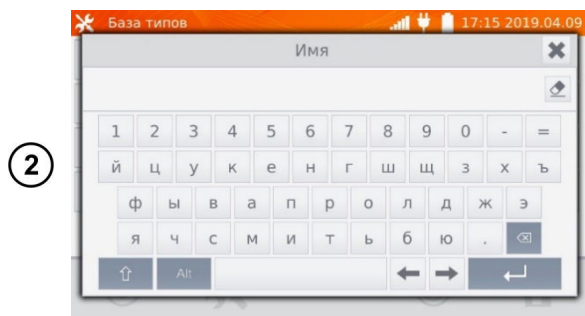 База типов 17:15 2019.04.09
Имя
2
1 2 3 4 5 6 7 8 9 0 - =
й ц у к е н г ш щ з х ъ
ф ы в а п р о л д ж э
я ч с м и т ь б ю .
Alt